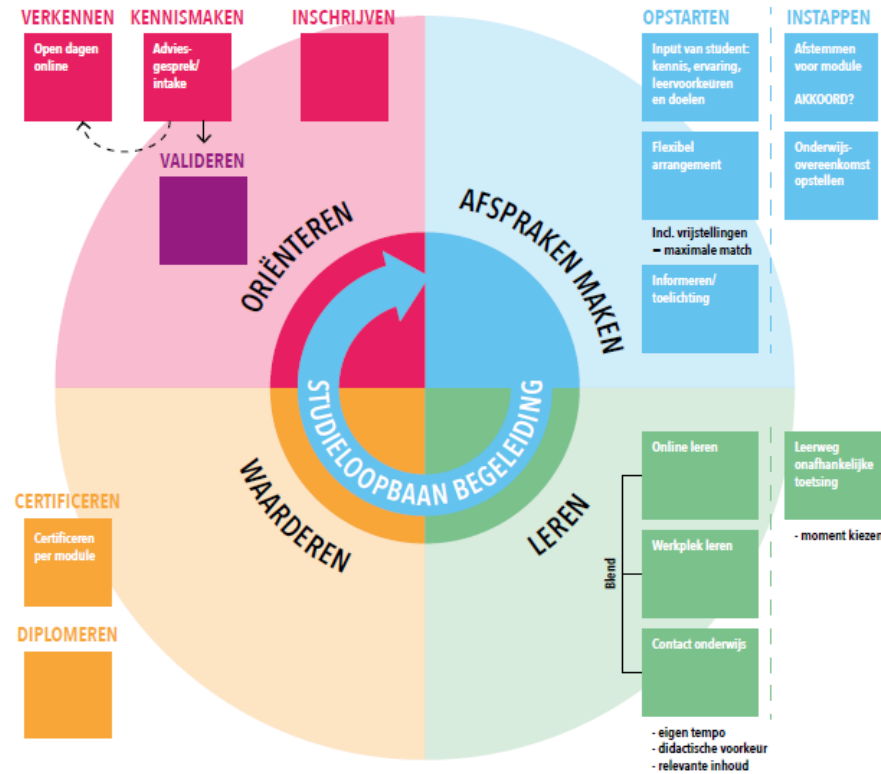 VERKENNEN
Open dagen
online
KENNISMAKEN
Advies-
gesprek/
intake
INSCHRIJVEN
VALIDEREN
ORIËNTEREN
OPSTARTEN
Input van student:
kennis, ervaring,
leervoorkeuren
en doelen
Flexibel
arrangement
Incl. vrijstellingen
= maximale match
Informeren/
toelichting
INSTAPPEN
Afstemmen
voor module
AKKOORD?
Onderwijs-
overeenkomst
opstellen
AFSPRAKEN MAKEN
STUDIELOOPBAAN BEGELEIDING
LEREN
Online leren
Werkplek leren
Contact onderwijs
Blend
- eigen tempo
- didactische voorkeur
- relevante inhoud
Leerweg
onafhankelijke
toetsing
- moment kiezen
WAARDEREN
CERTIFICEREN
Certificeren
per module
DIPLOMEREN